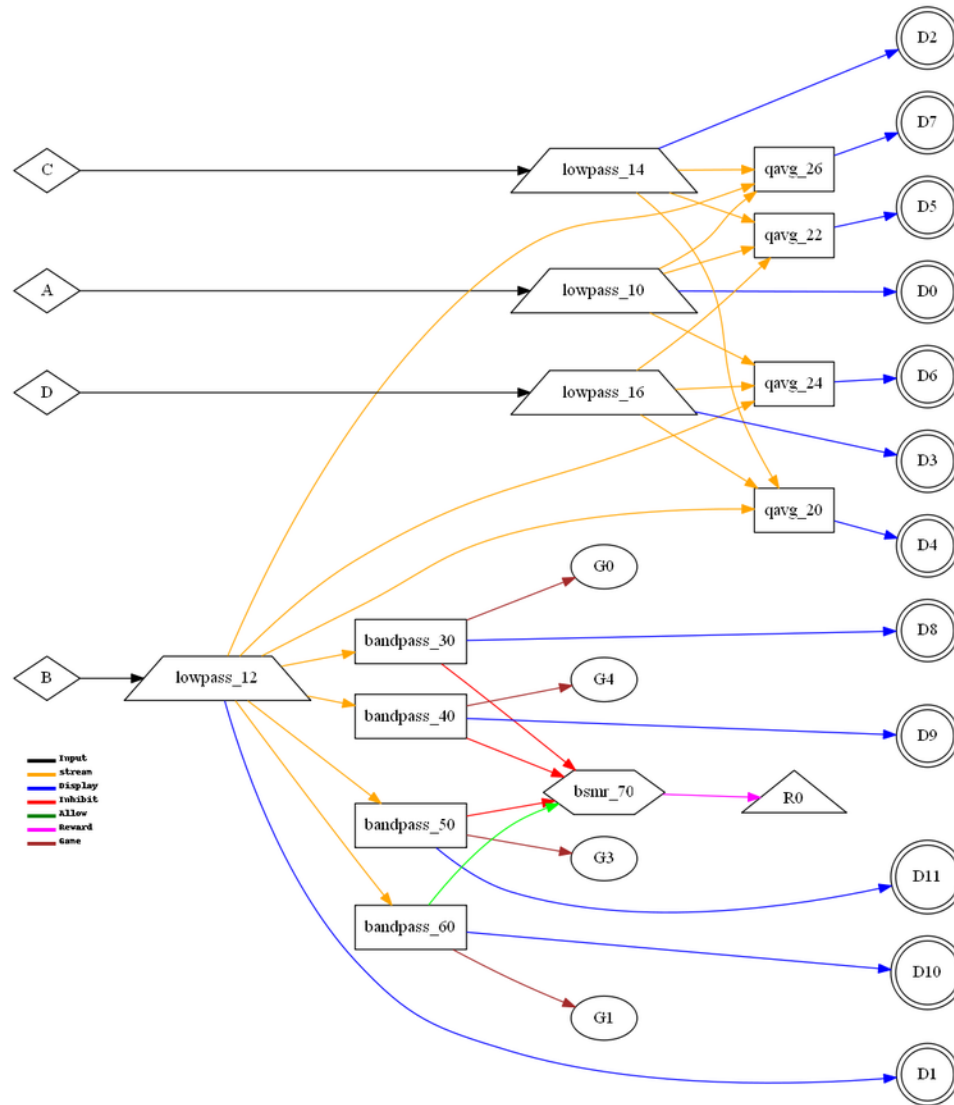 D2
D7
C
lowpass_14
qavg_26
D5
qavg_22
A
lowpass_10
D0
D
lowpass_16
qavg_24
D6
D3
qavg_20
D4
G0
bandpass_30
D8
B
lowpass_12
G4
bandpass_40
D9
Input
stream
Display
Inhibit
Allow
Reward
Game
bsmr_70
R0
bandpass_50
G3
D11
bandpass_60
D10
G1
D1